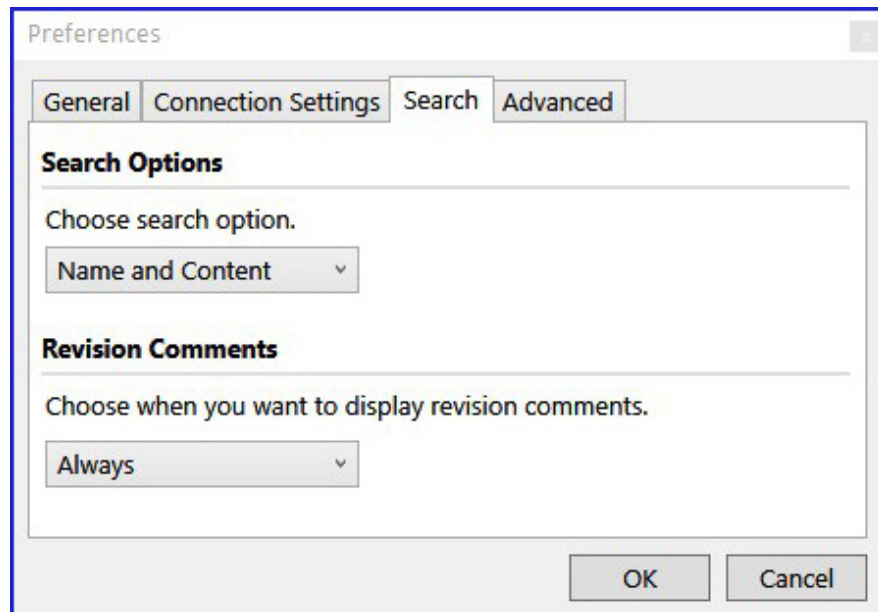 Preferences
General Connection Settings Search Advanced
Search Options
Choose search option.
Name and Content
Revision Comments
Choose when you want to display revision comments.
Always
OK Cancel